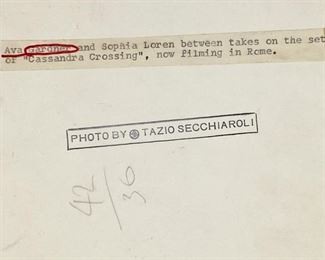 Ava Gardner and Sophia Loren between takes on the set
of "Cassandra Crossing", now filming in Rome.
PHOTO BY TAZIO SECCHIAROLI
42/36